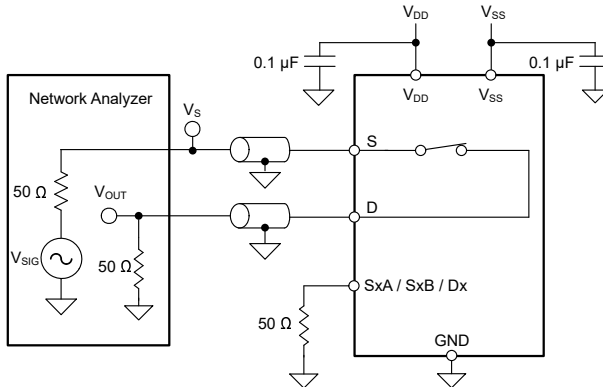 V_DD V_SS
0.1 µF 0.1 µF
V_DD V_SS
Network Analyzer
V_S
S
50 Ω
V_OUT
D
V_SIG
50 Ω
SxA / SxB / Dx
50 Ω
GND